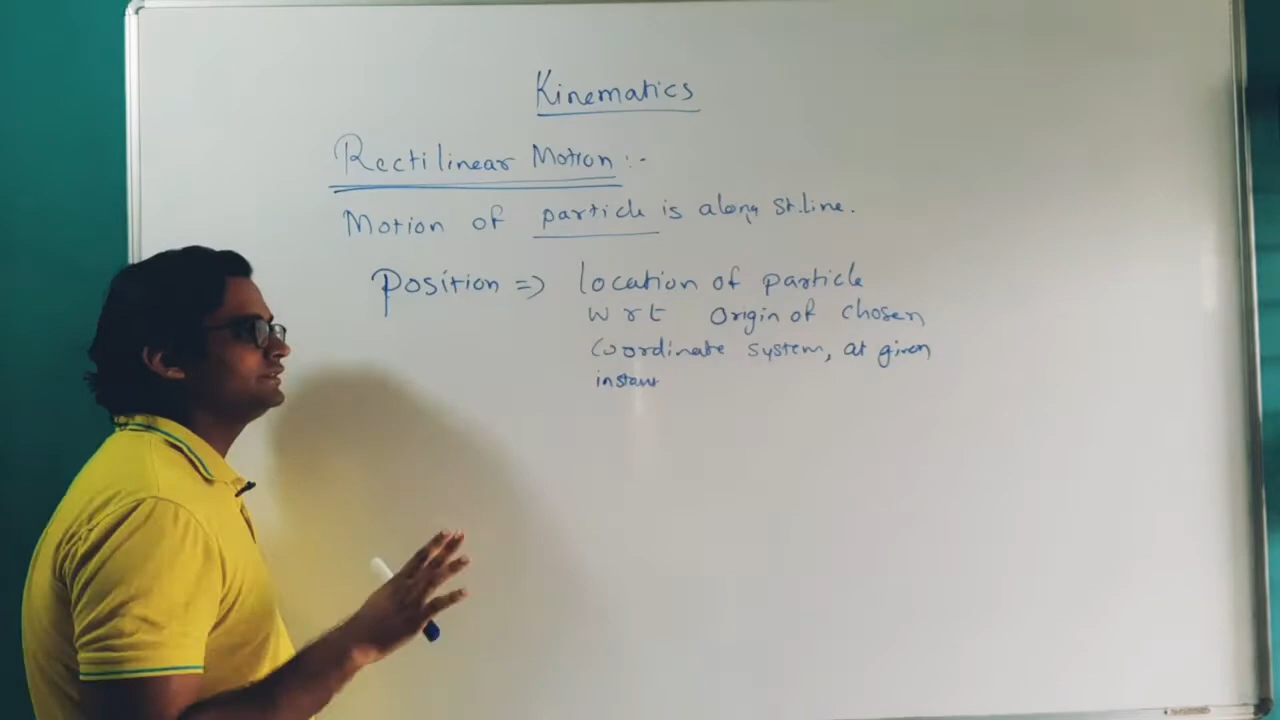 Kinematics
Rectilinear Motion :-
Motion of particle is along st.line.
Position => location of particle
w r t origin of chosen
coordinate system, at given
instant